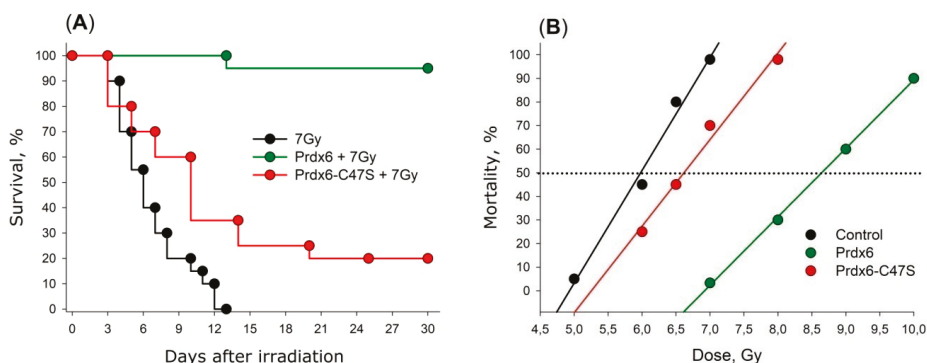 (A)
Survival, %
100
90
80
70
60
50
40
30
20
10
0
7Gy
Prdx6 + 7Gy
Prdx6-C47S + 7Gy
0 3 6 9 12 15 18 21 24 27 30
Days after irradiation
(B)
Mortality, %
100
90
80
70
60
50
40
30
20
10
0
Control
Prdx6
Prdx6-C47S
4,5 5,0 5,5 6,0 6,5 7,0 7,5 8,0 8,5 9,0 9,5 10,0
Dose, Gy